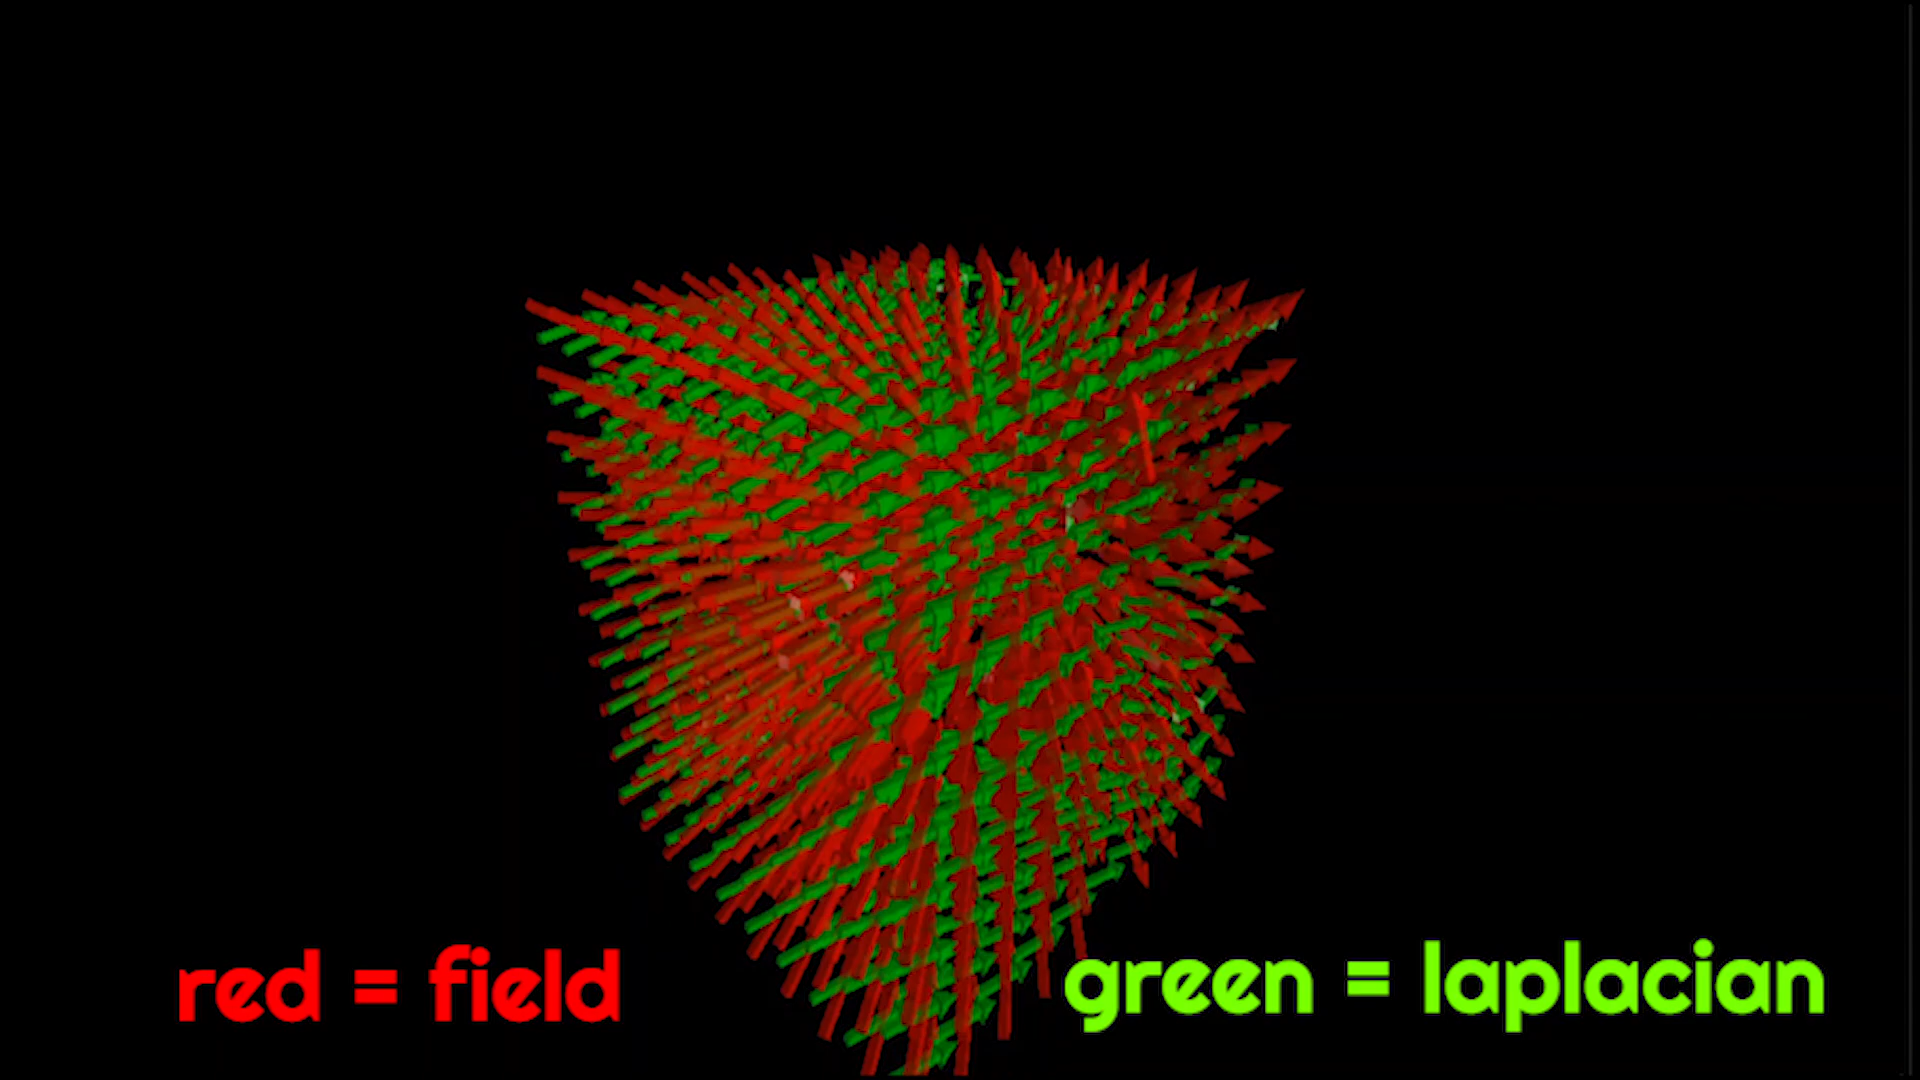 red = field
green = laplacian